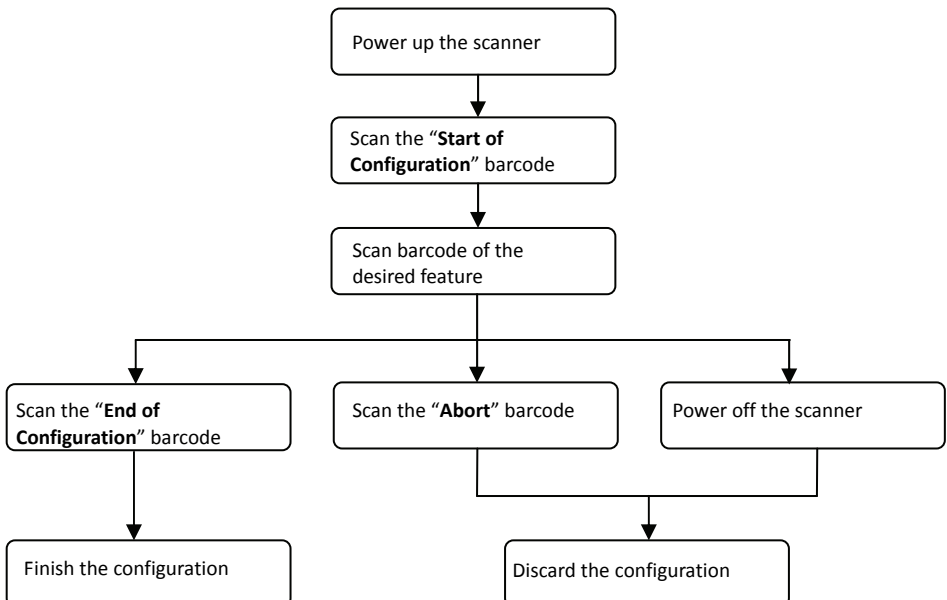 Power up the scanner
Scan the “Start of
Configuration” barcode
Scan barcode of the
desired feature
Scan the “End of
Configuration” barcode
Scan the “Abort” barcode
Power off the scanner
Finish the configuration
Discard the configuration